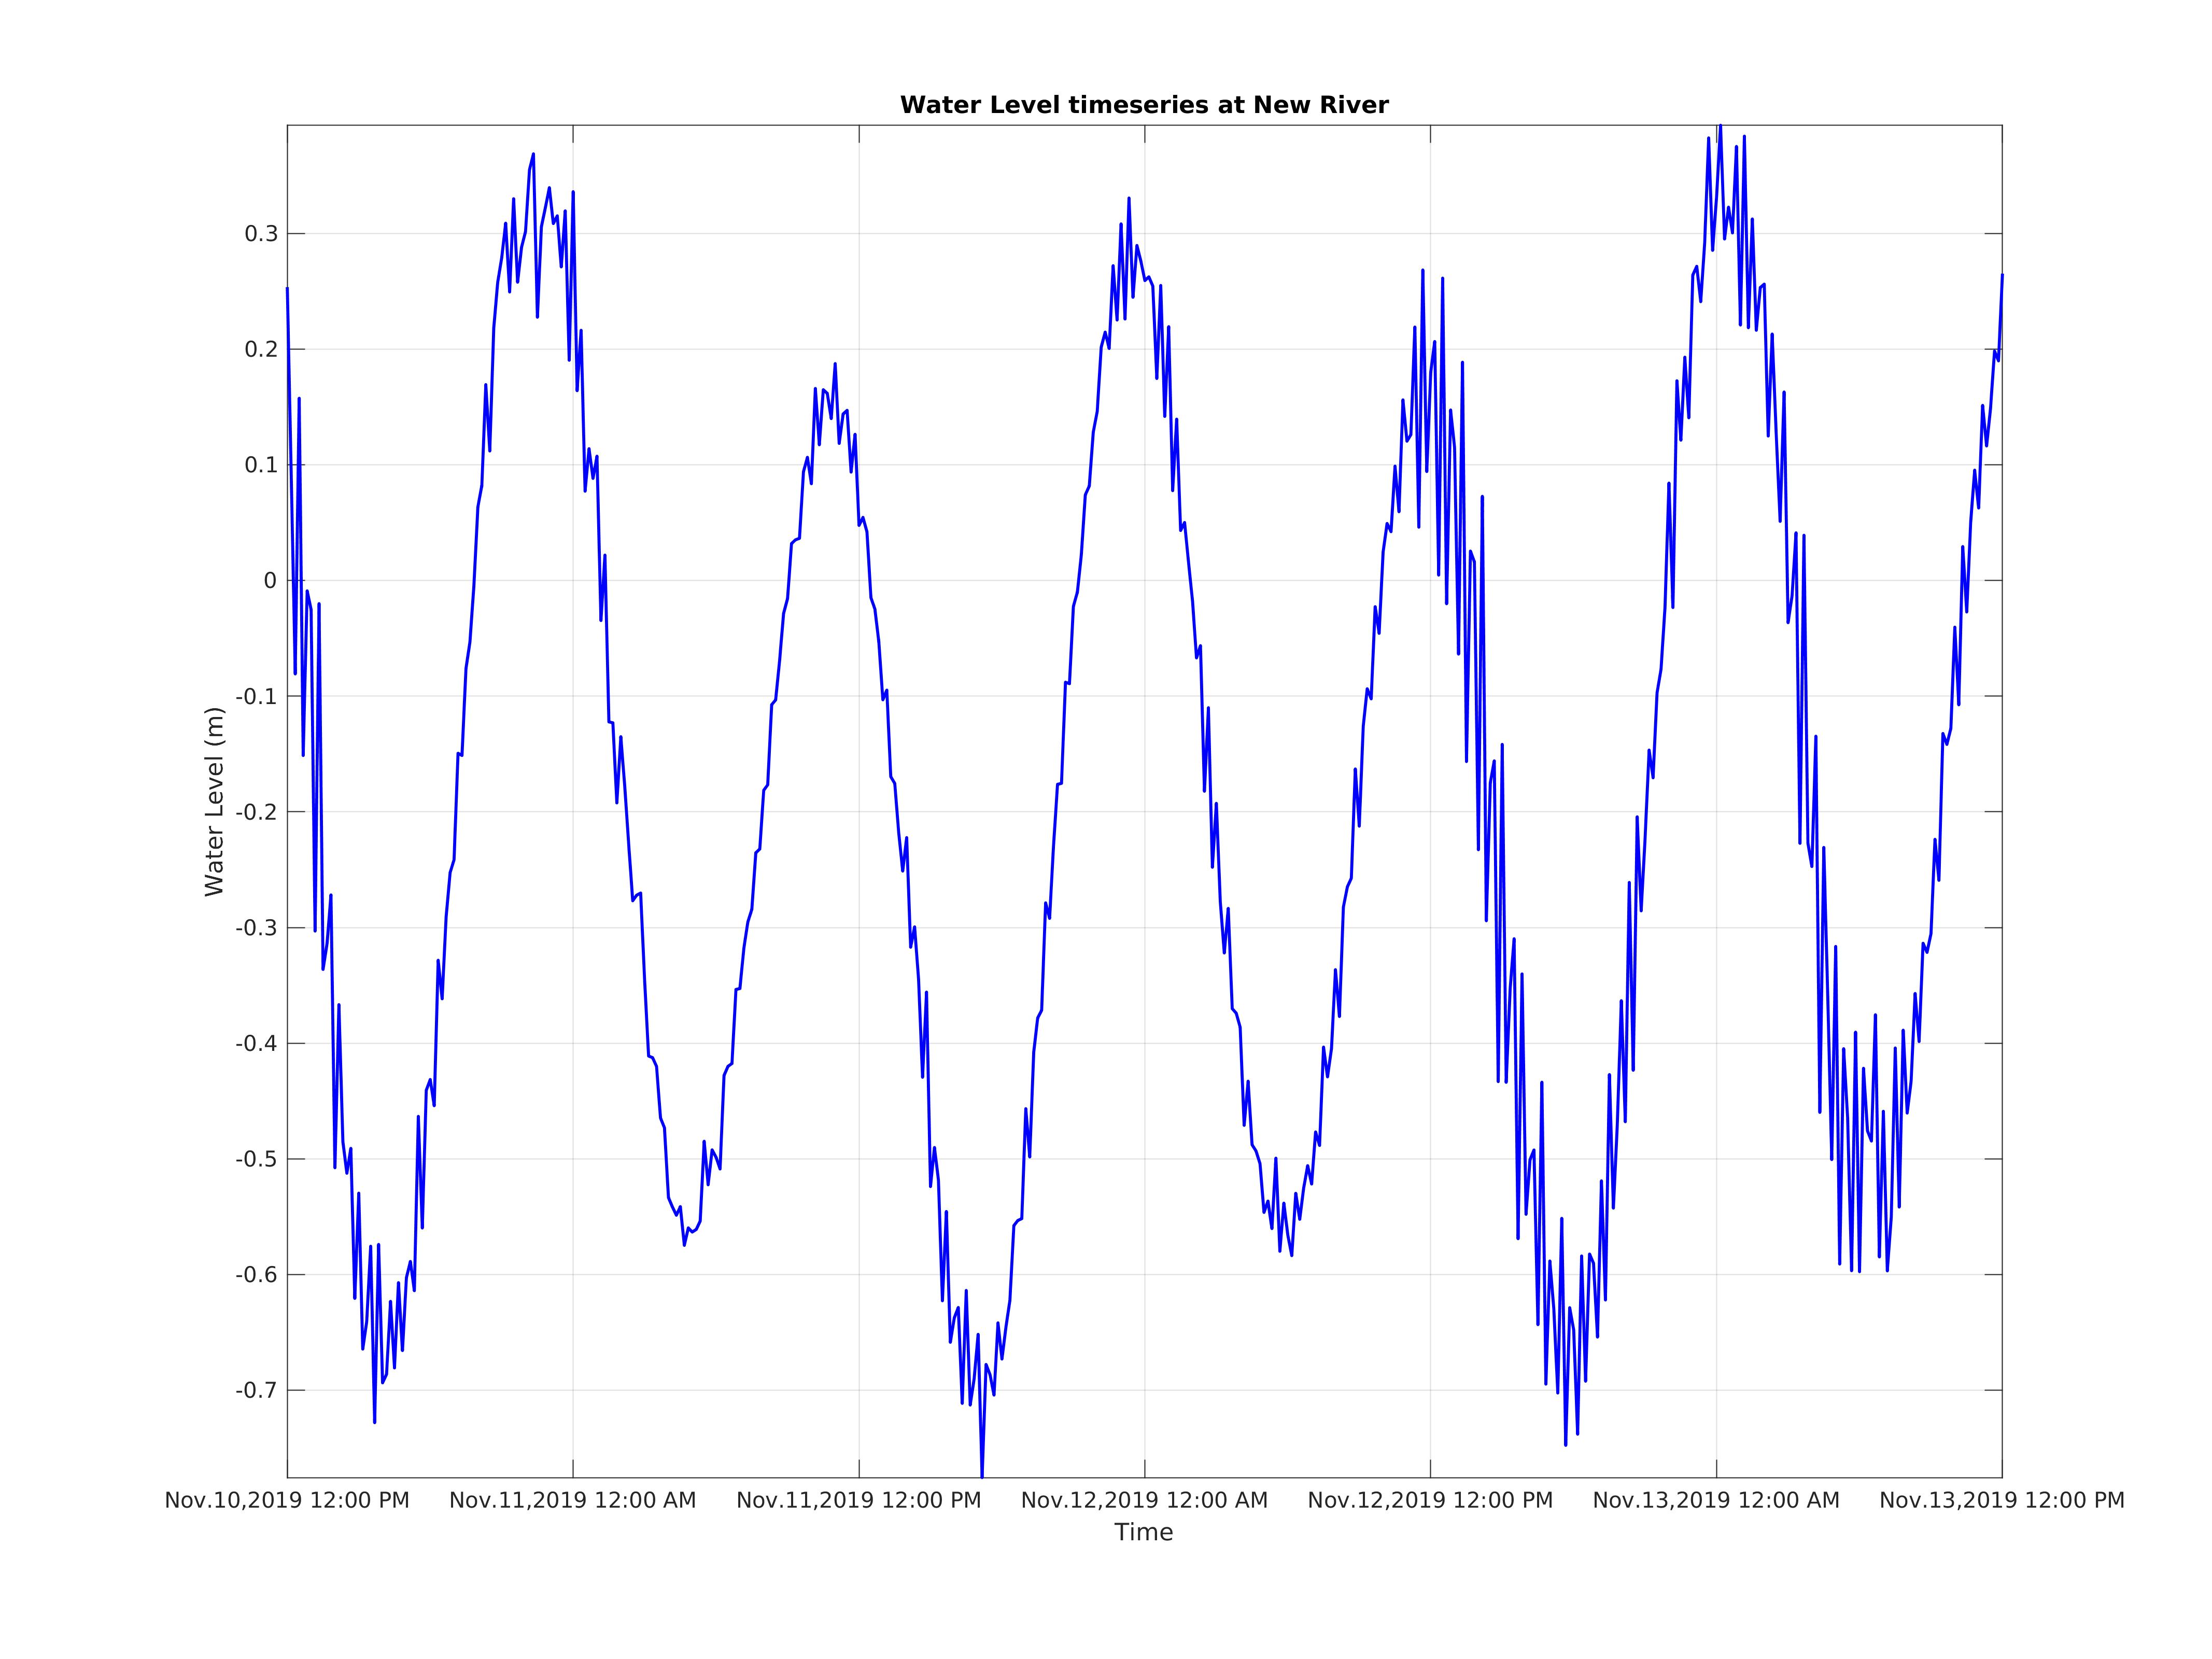 Water Level timeseries at New River
0.3
0.2
0.1
0
-0.1
-0.2
-0.3
-0.4
-0.5
-0.6
-0.7
Water Level (m)
Nov.10,2019 12:00 PM Nov.11,2019 12:00 AM Nov.11,2019 12:00 PM Nov.12,2019 12:00 AM Nov.12,2019 12:00 PM Nov.13,2019 12:00 AM Nov.13,2019 12:00 PM
Time